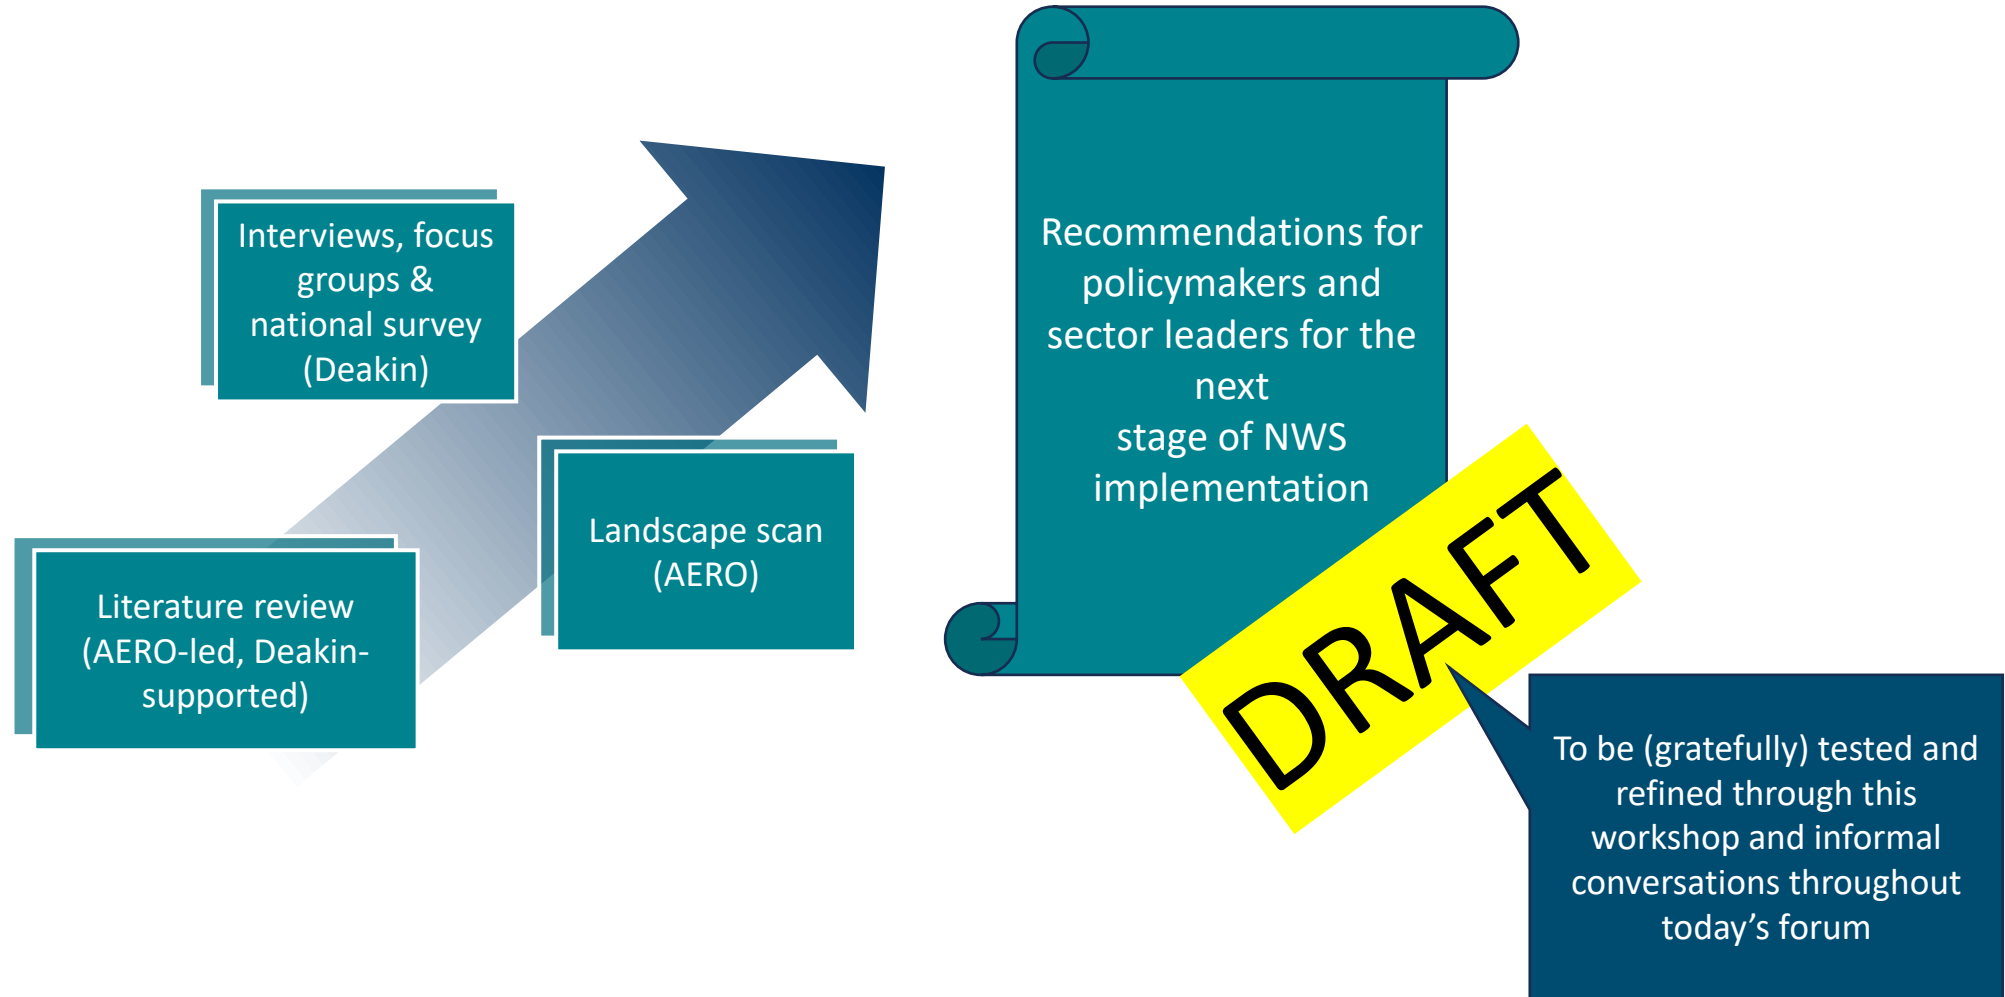 Interviews, focus
groups &
national survey
(Deakin)
Literature review
(AERO-led, Deakin-
supported)
Landscape scan
(AERO)
Recommendations for
policymakers and
sector leaders for the
next
stage of NWS
implementation
DRAFT
To be (gratefully) tested and
refined through this
workshop and informal
conversations throughout
today’s forum